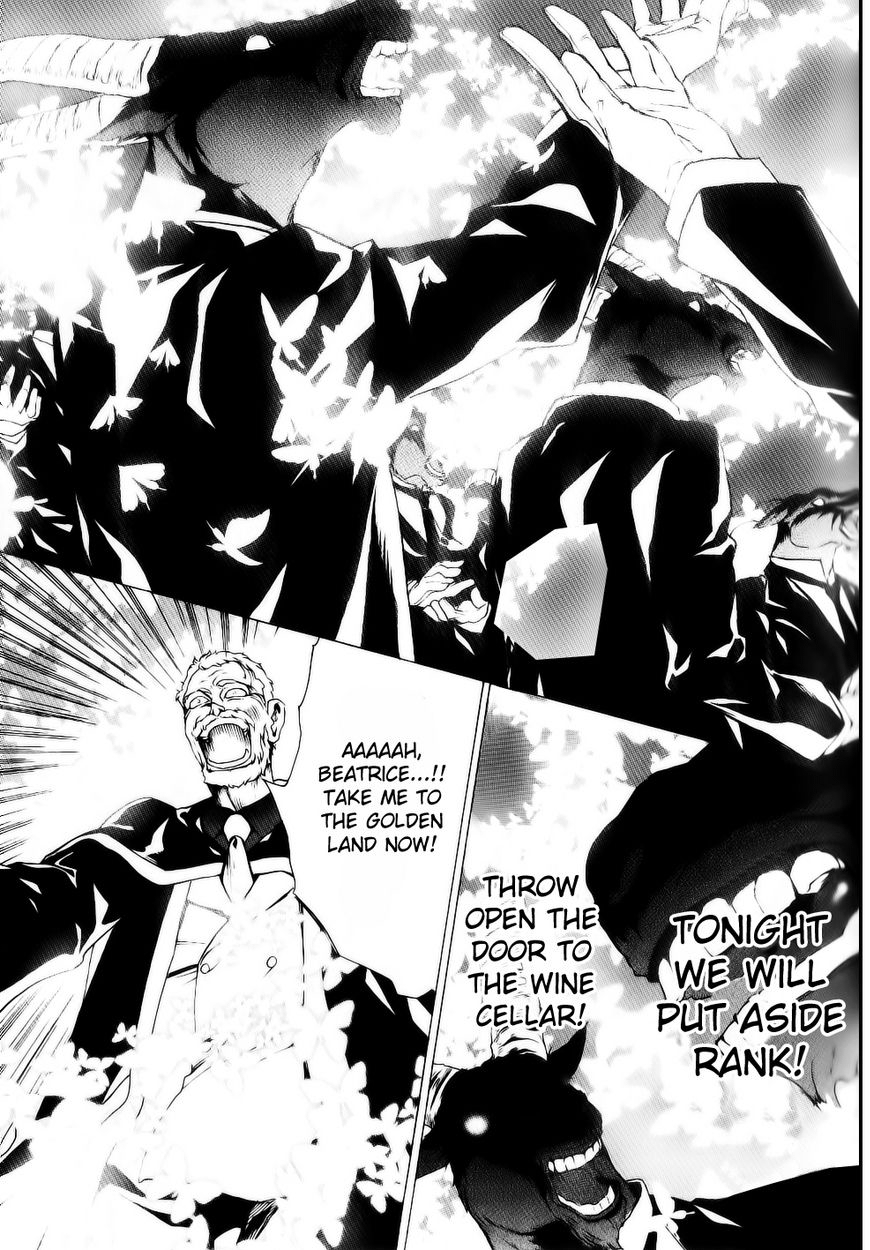 TONIGHT
WE WILL
PUT ASIDE
RANK!
THROW
OPEN THE
DOOR TO
THE WINE
CELLAR!
AAAAAH,
BEATRICE...!!
TAKE ME TO
THE GOLDEN
LAND NOW!